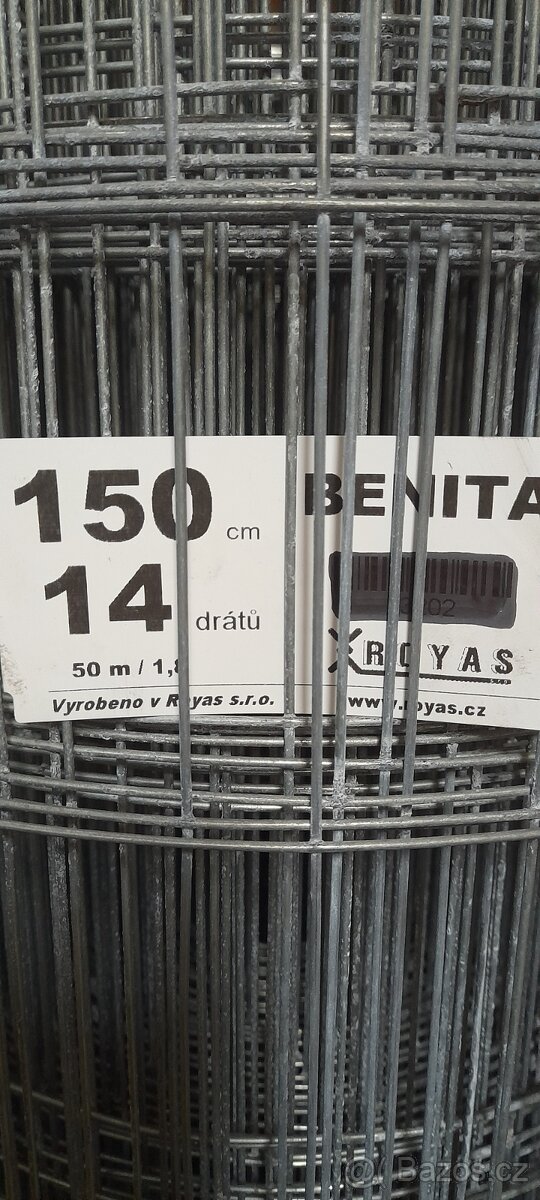 150 cm
14 drátů
50 m / 1,8
Vyrobeno v Royas s.r.o.
BENITA
ROYAS
s.r.o
www.royas.cz
Bazos.cz